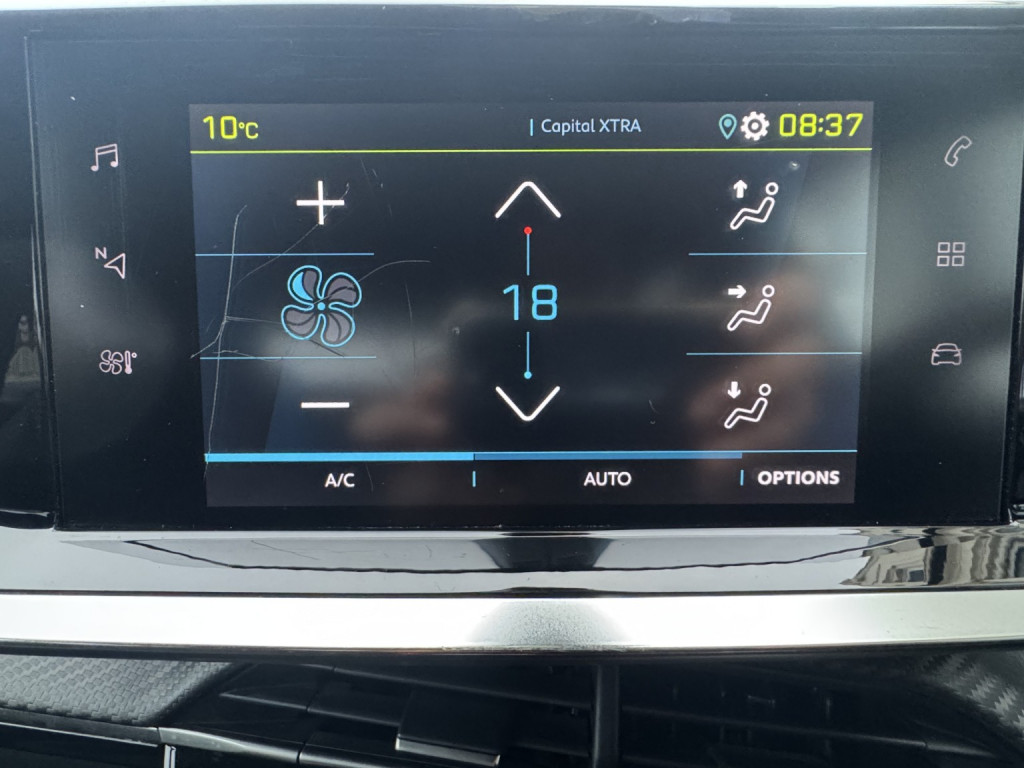 10°C
Capital XTRA
08:37
N
18
A/C
AUTO
OPTIONS